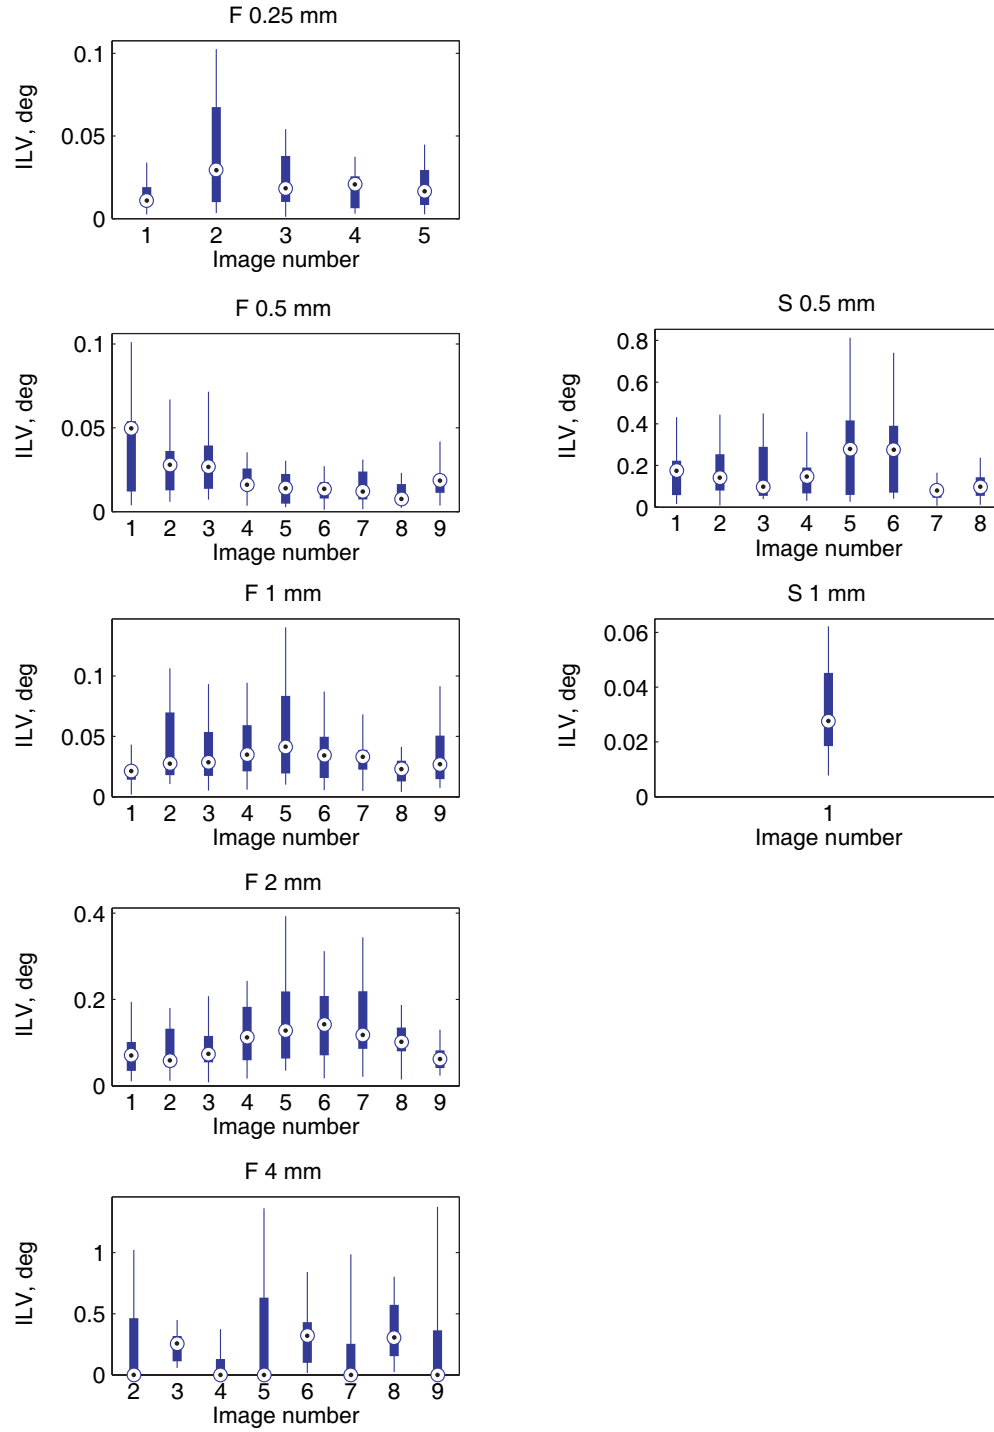 F 0.25 mm
ILV, deg
0.1
0.05
0
1 2 3 4 5
Image number
F 0.5 mm
ILV, deg
0.1
0.05
0
1 2 3 4 5 6 7 8 9
Image number
S 0.5 mm
ILV, deg
0.8
0.6
0.4
0.2
0
1 2 3 4 5 6 7 8
Image number
F 1 mm
ILV, deg
0.1
0.05
0
1 2 3 4 5 6 7 8 9
Image number
S 1 mm
ILV, deg
0.06
0.04
0.02
0
1
Image number
F 2 mm
ILV, deg
0.4
0.2
0
1 2 3 4 5 6 7 8 9
Image number
F 4 mm
ILV, deg
1
0.5
0
2 3 4 5 6 7 8 9
Image number